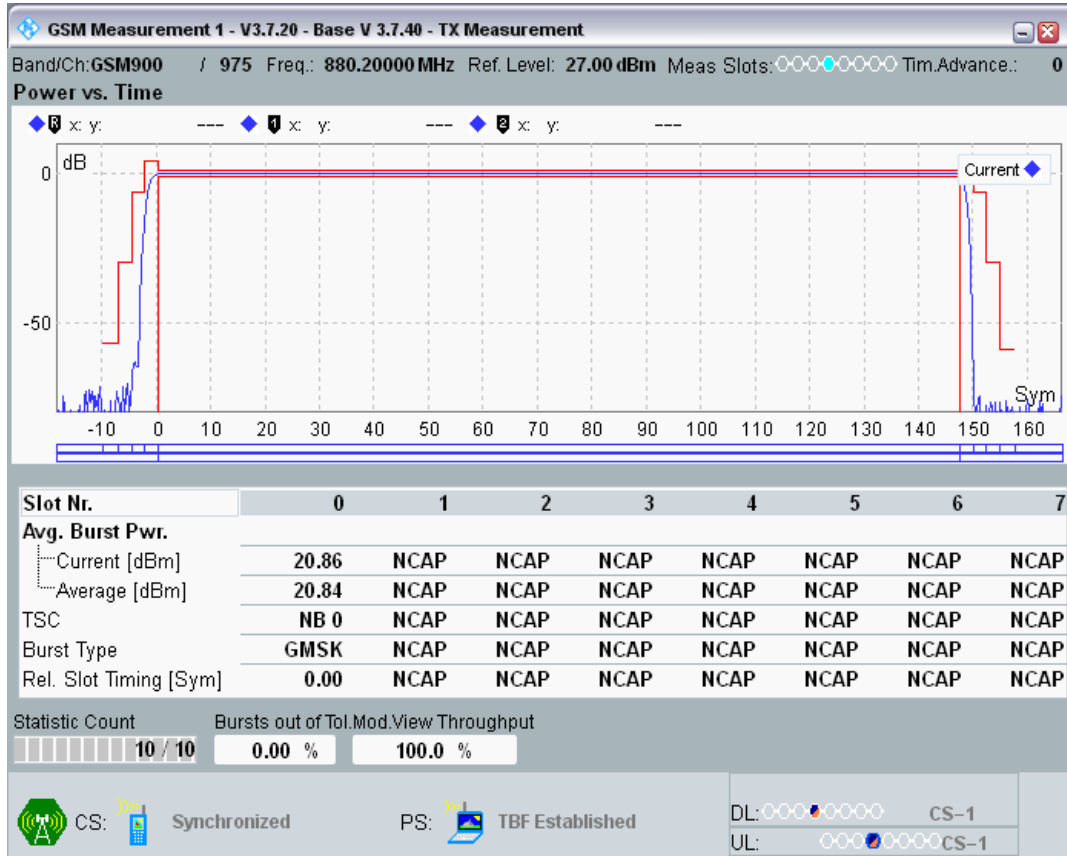 GSM Measurement 1 - V3.7.20 - Base V 3.7.40 - TX Measurement
Band/Ch:GSM900 / 975 Freq.: 880.20000 MHz Ref. Level: 27.00 dBm Meas Slots: Tim.Advance.: 0
Power vs. Time
R x: y: --- 1 x: y: --- 2 x: y: ---
dB
0
Current
-50
Sym
-10 0 10 20 30 40 50 60 70 80 90 100 110 120 130 140 150 160
Slot Nr. 0 1 2 3 4 5 6 7
Avg. Burst Pwr.
Current [dBm] 20.86 NCAP NCAP NCAP NCAP NCAP NCAP NCAP
Average [dBm] 20.84 NCAP NCAP NCAP NCAP NCAP NCAP NCAP
TSC NB 0 NCAP NCAP NCAP NCAP NCAP NCAP NCAP
Burst Type GMSK NCAP NCAP NCAP NCAP NCAP NCAP NCAP
Rel. Slot Timing [Sym] 0.00 NCAP NCAP NCAP NCAP NCAP NCAP NCAP
Statistic Count Bursts out of Tol. Mod.View Throughput
10 / 10 0.00 % 100.0 %
CS: Synchronized PS: TBF Established DL: CS-1
UL: CS-1